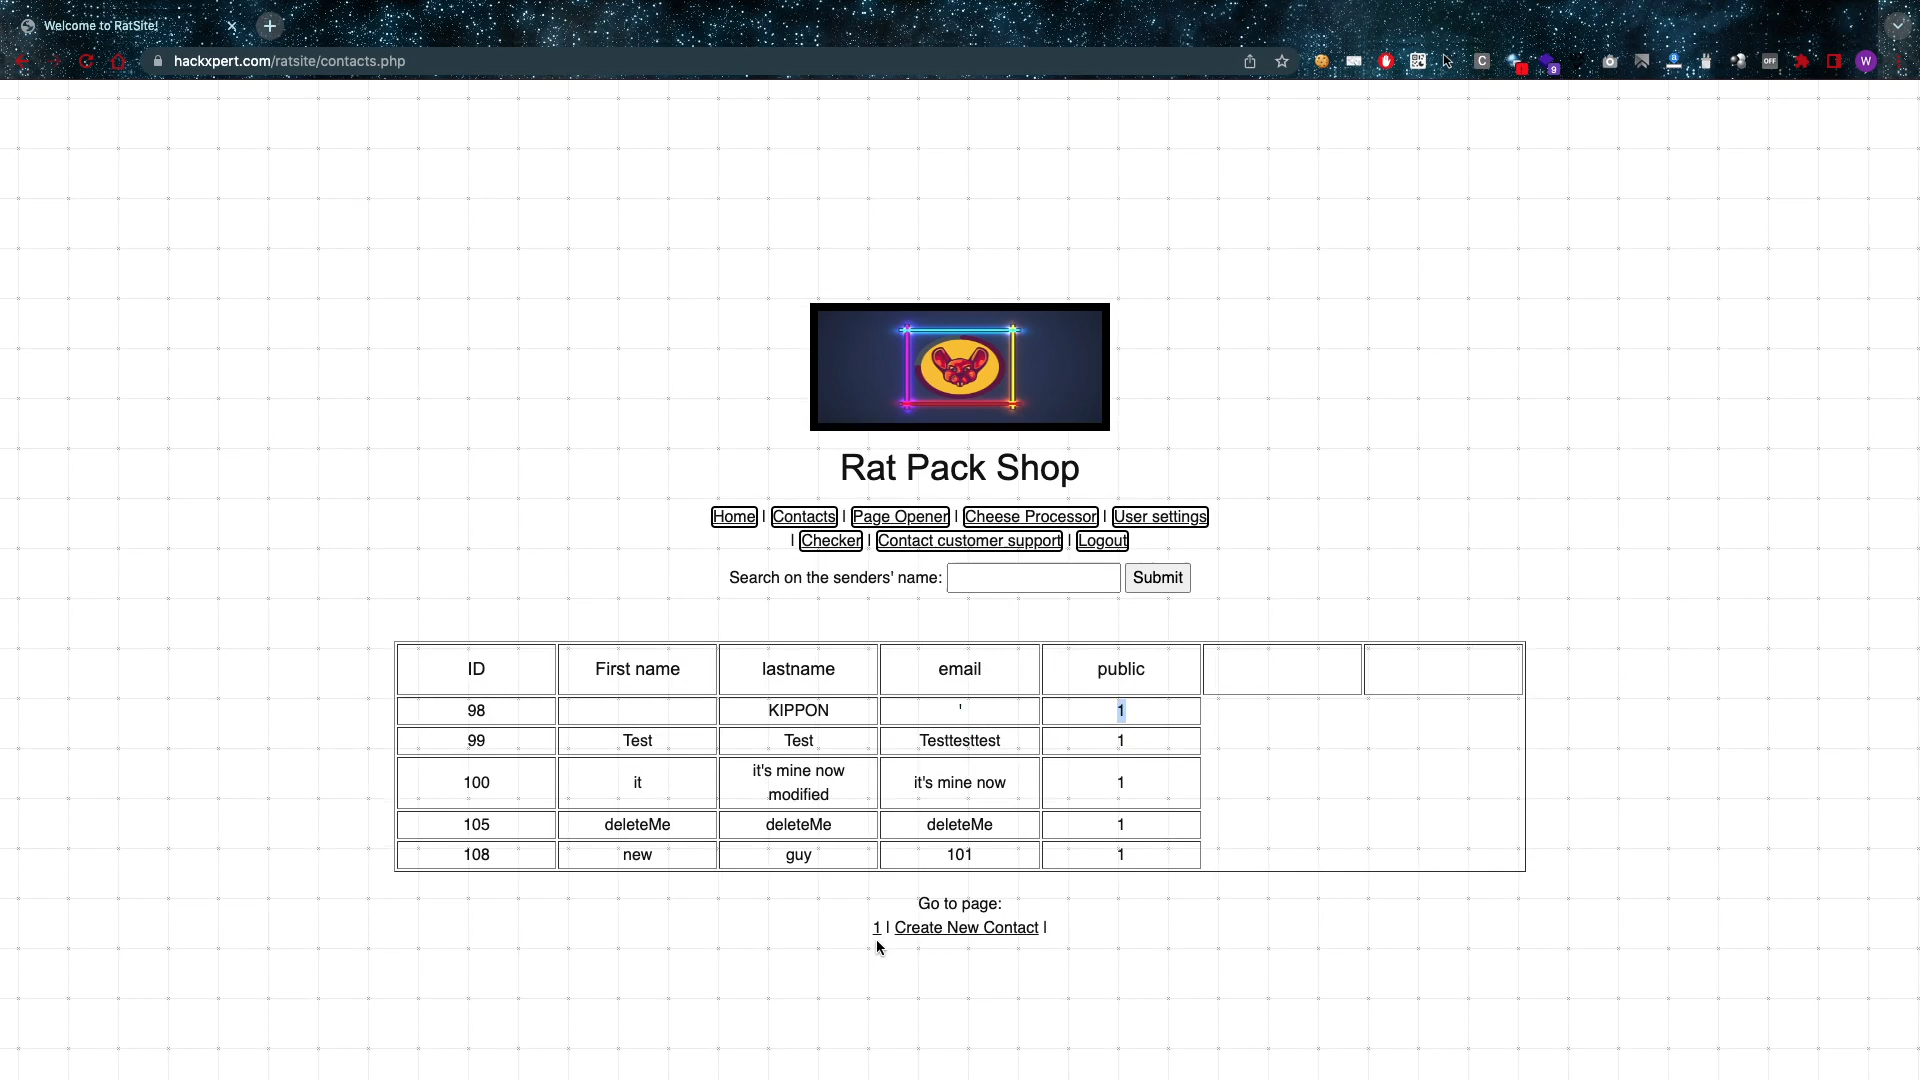 Welcome to RatSite!
hackxpert.com/ratsite/contacts.php
C
9
OFF
W
Rat Pack Shop
Home | Contacts | Page Opener | Cheese Processor | User settings
| Checker | Contact customer support | Logout
Search on the senders' name: Submit
ID First name lastname email public
98 KIPPON ' 1
99 Test Test Testtesttest 1
100 it it's mine now modified it's mine now 1
105 deleteMe deleteMe deleteMe 1
108 new guy 101 1
Go to page:
1 | Create New Contact |